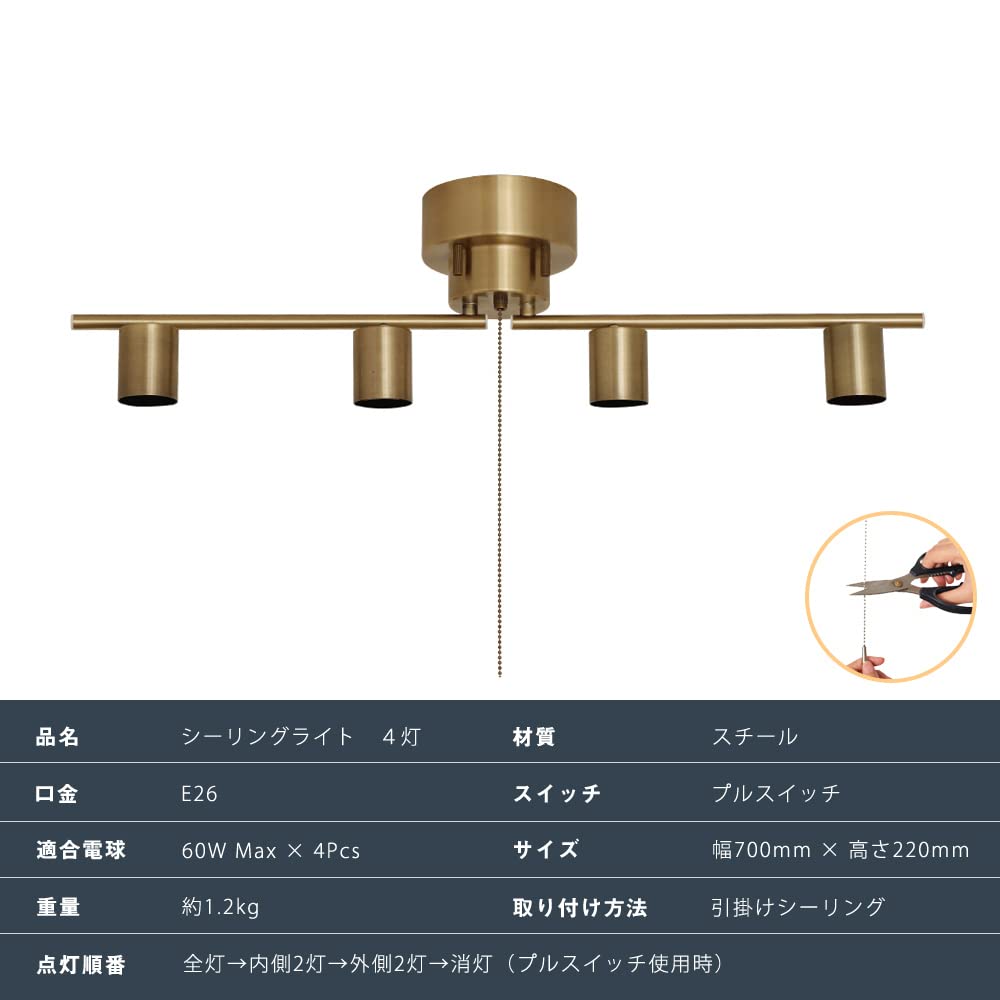 品名 シーリングライト　４灯 材質 スチール
口金 E26 スイッチ プルスイッチ
適合電球 60W Max × 4Pcs サイズ 幅700mm × 高さ220mm
重量 約1.2kg 取り付け方法 引掛けシーリング
点灯順番 全灯→内側2灯→外側2灯→消灯（プルスイッチ使用時）